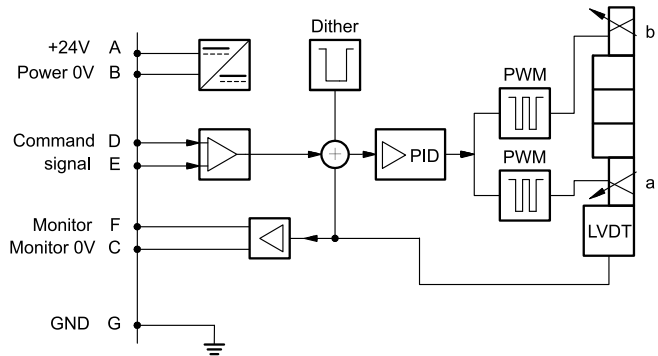 Dither
+24V A
Power 0V B
b
PWM
Command D
signal E
PID
PWM
a
Monitor F
Monitor 0V C
LVDT
GND G